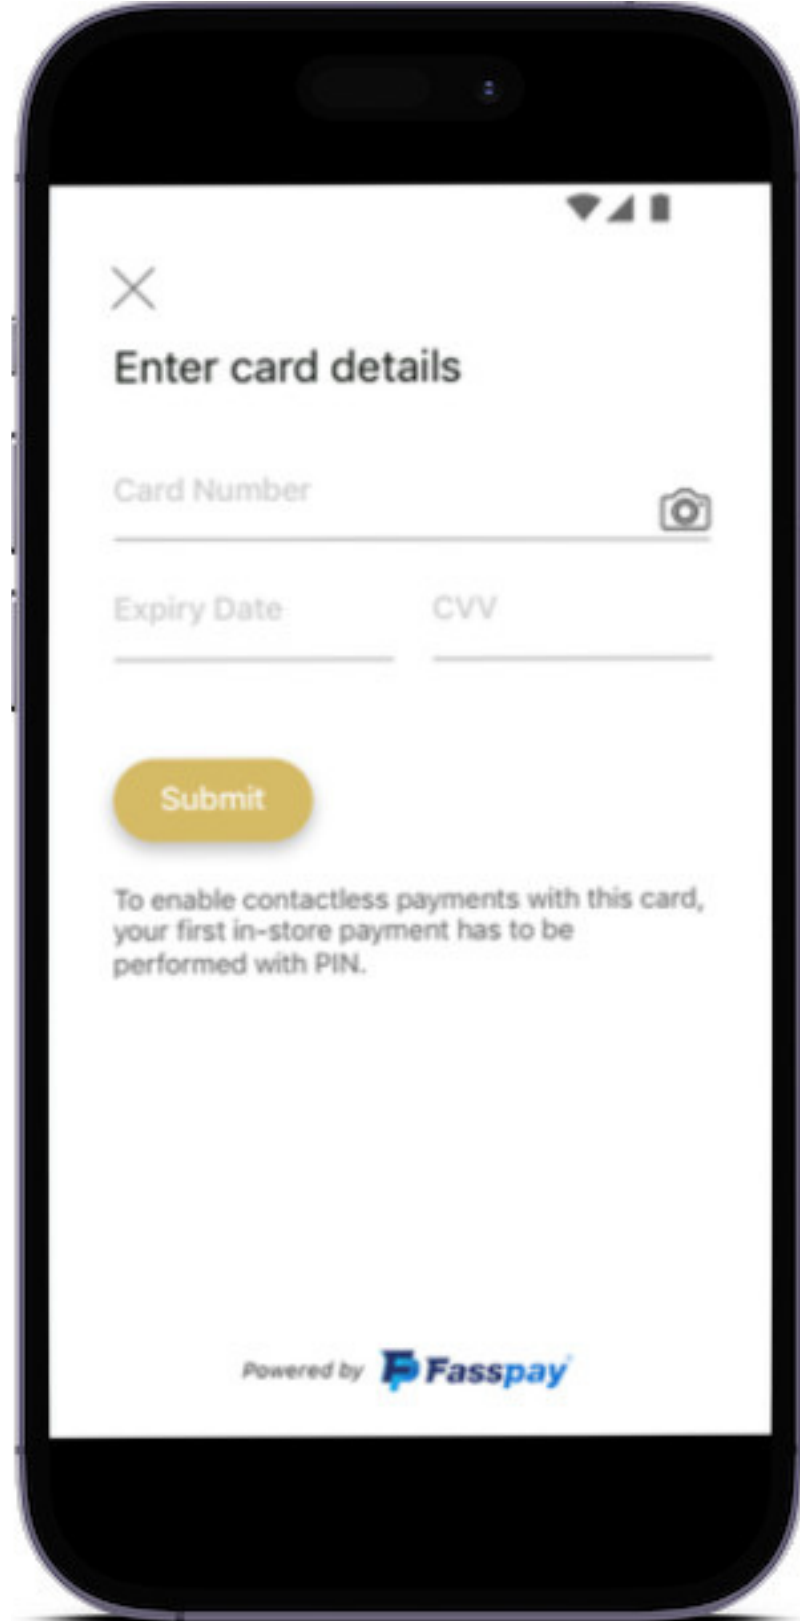 Enter card details
Card Number
Expiry Date CVV
Submit
To enable contactless payments with this card,
your first in-store payment has to be
performed with PIN.
Powered by Fasspay